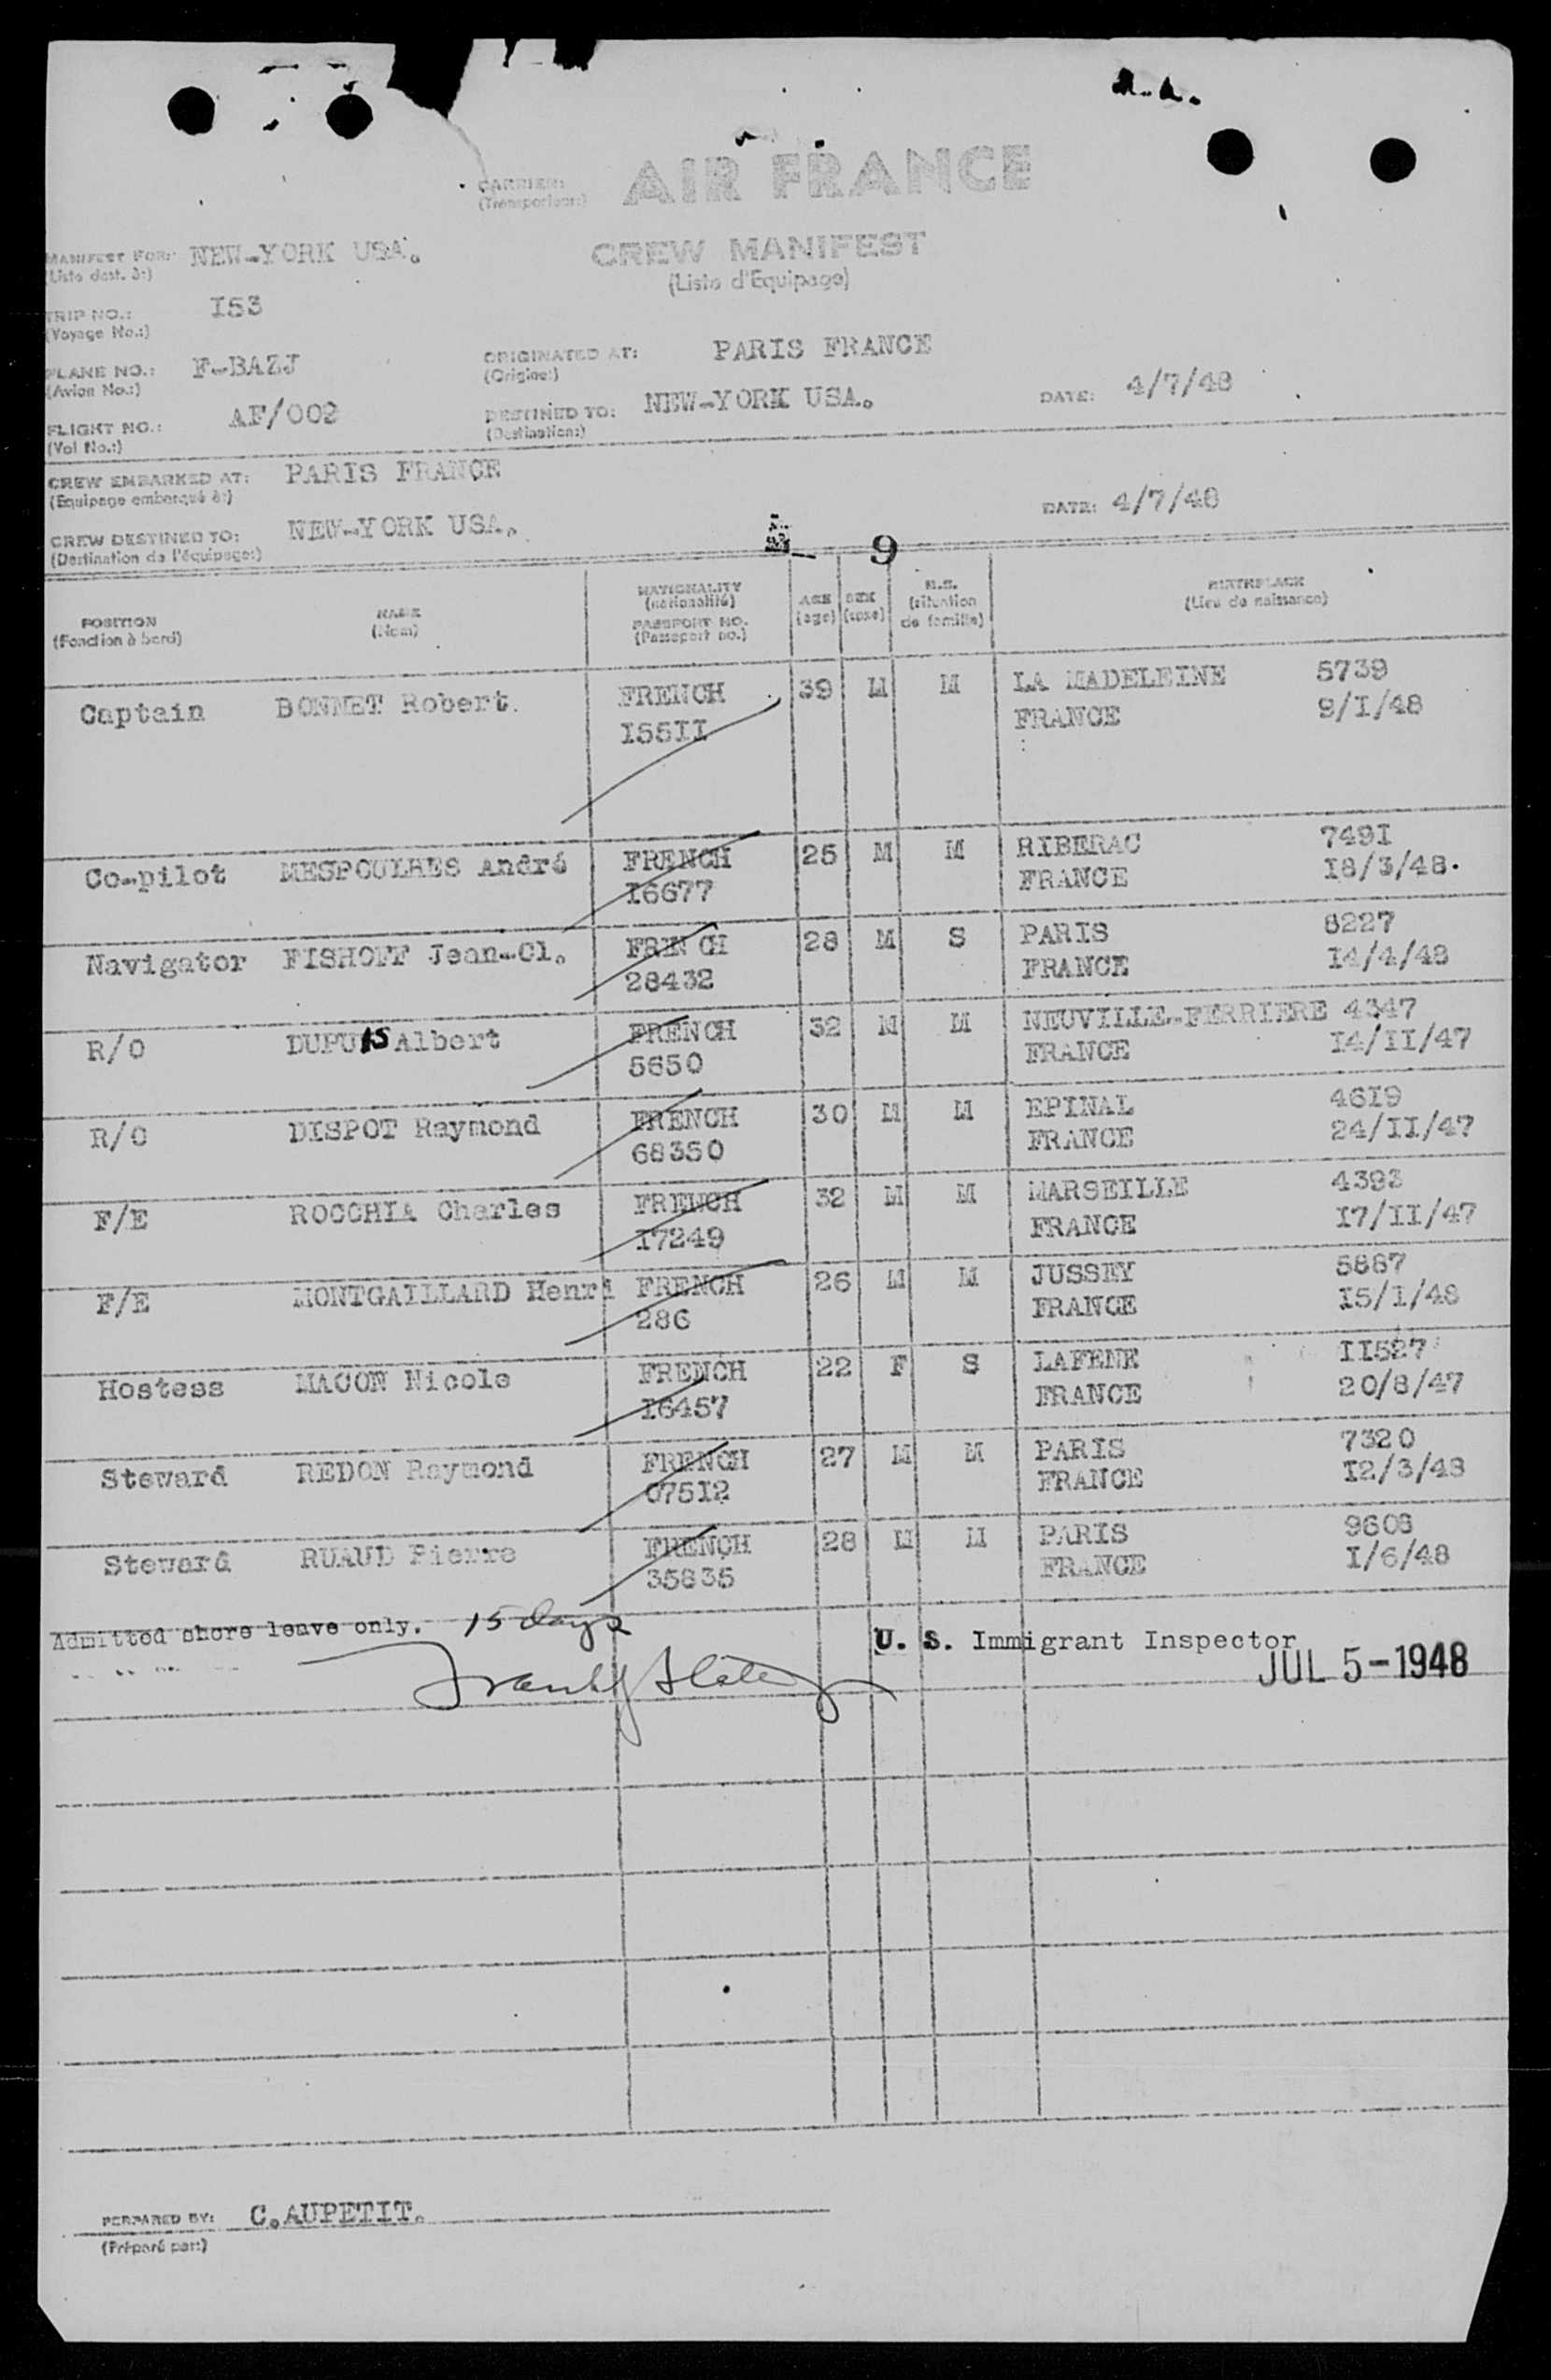 CARRIER: AIR FRANCE
(Transporteur:)
MANIFEST FOR: NEW-YORK USA.
(Liste dest. à:)
CREW MANIFEST
(Liste d'Equipage)
TRIP NO.: I53
(Voyage No.:)
PLANE NO.: F-BAZJ
(Avion No.:)
ORIGINATED AT: PARIS FRANCE
(Origine:)
FLIGHT NO.: AF/002
(Vol No.:)
DESTINED TO: NEW-YORK USA. DATE: 4/7/48
(Destination:)
CREW EMBARKED AT: PARIS FRANCE DATE: 4/7/48
(Equipage embarqué à:)
CREW DESTINED TO: NEW-YORK USA.
(Destination de l'équipage:)
9
POSITION NAME NATIONALITY AGE SEX M.S. BIRTHPLACE
(Fonction à bord) (Nom) (nationalité) (age) (sexe) (situation de famille) (Lieu de naissance)
PASSPORT NO.
(Passeport no.)
Captain BONNET Robert. FRENCH 39 M M LA MADELEINE 5739
I55II FRANCE 9/I/48
Co-pilot MESPOULHES André FRENCH 25 M M RIBERAC 749I
I6677 FRANCE I8/3/48.
Navigator FISHOFF Jean-Cl. FREN CH 28 M S PARIS 8227
28432 FRANCE I4/4/48
R/O DUPUIS Albert FRENCH 32 M M NEUVILLE-FERRIERE 4347
5650 FRANCE I4/II/47
R/O DISPOT Raymond FRENCH 30 M M EPINAL 46I9
68350 FRANCE 24/II/47
F/E ROCCHIA Charles FRENCH 32 M M MARSEILLE 4393
I7249 FRANCE I7/II/47
F/E MONTGAILLARD Henri FRENCH 26 M M JUSSEY 5887
286 FRANCE I5/I/48
Hostess MACON Nicole FRENCH 22 F S LAFENE II527
I6457 FRANCE 20/8/47
Steward REDON Raymond FRENCH 27 M M PARIS 7320
075I2 FRANCE I2/3/48
Steward RUAUD Pierre FRENCH 28 M M PARIS 9608
35835 FRANCE I/6/48
Admitted shore leave only. 15 days
U. S. Immigrant Inspector
JUL 5-1948
PREPARED BY: C.AUPETIT.
(Préparé par:)